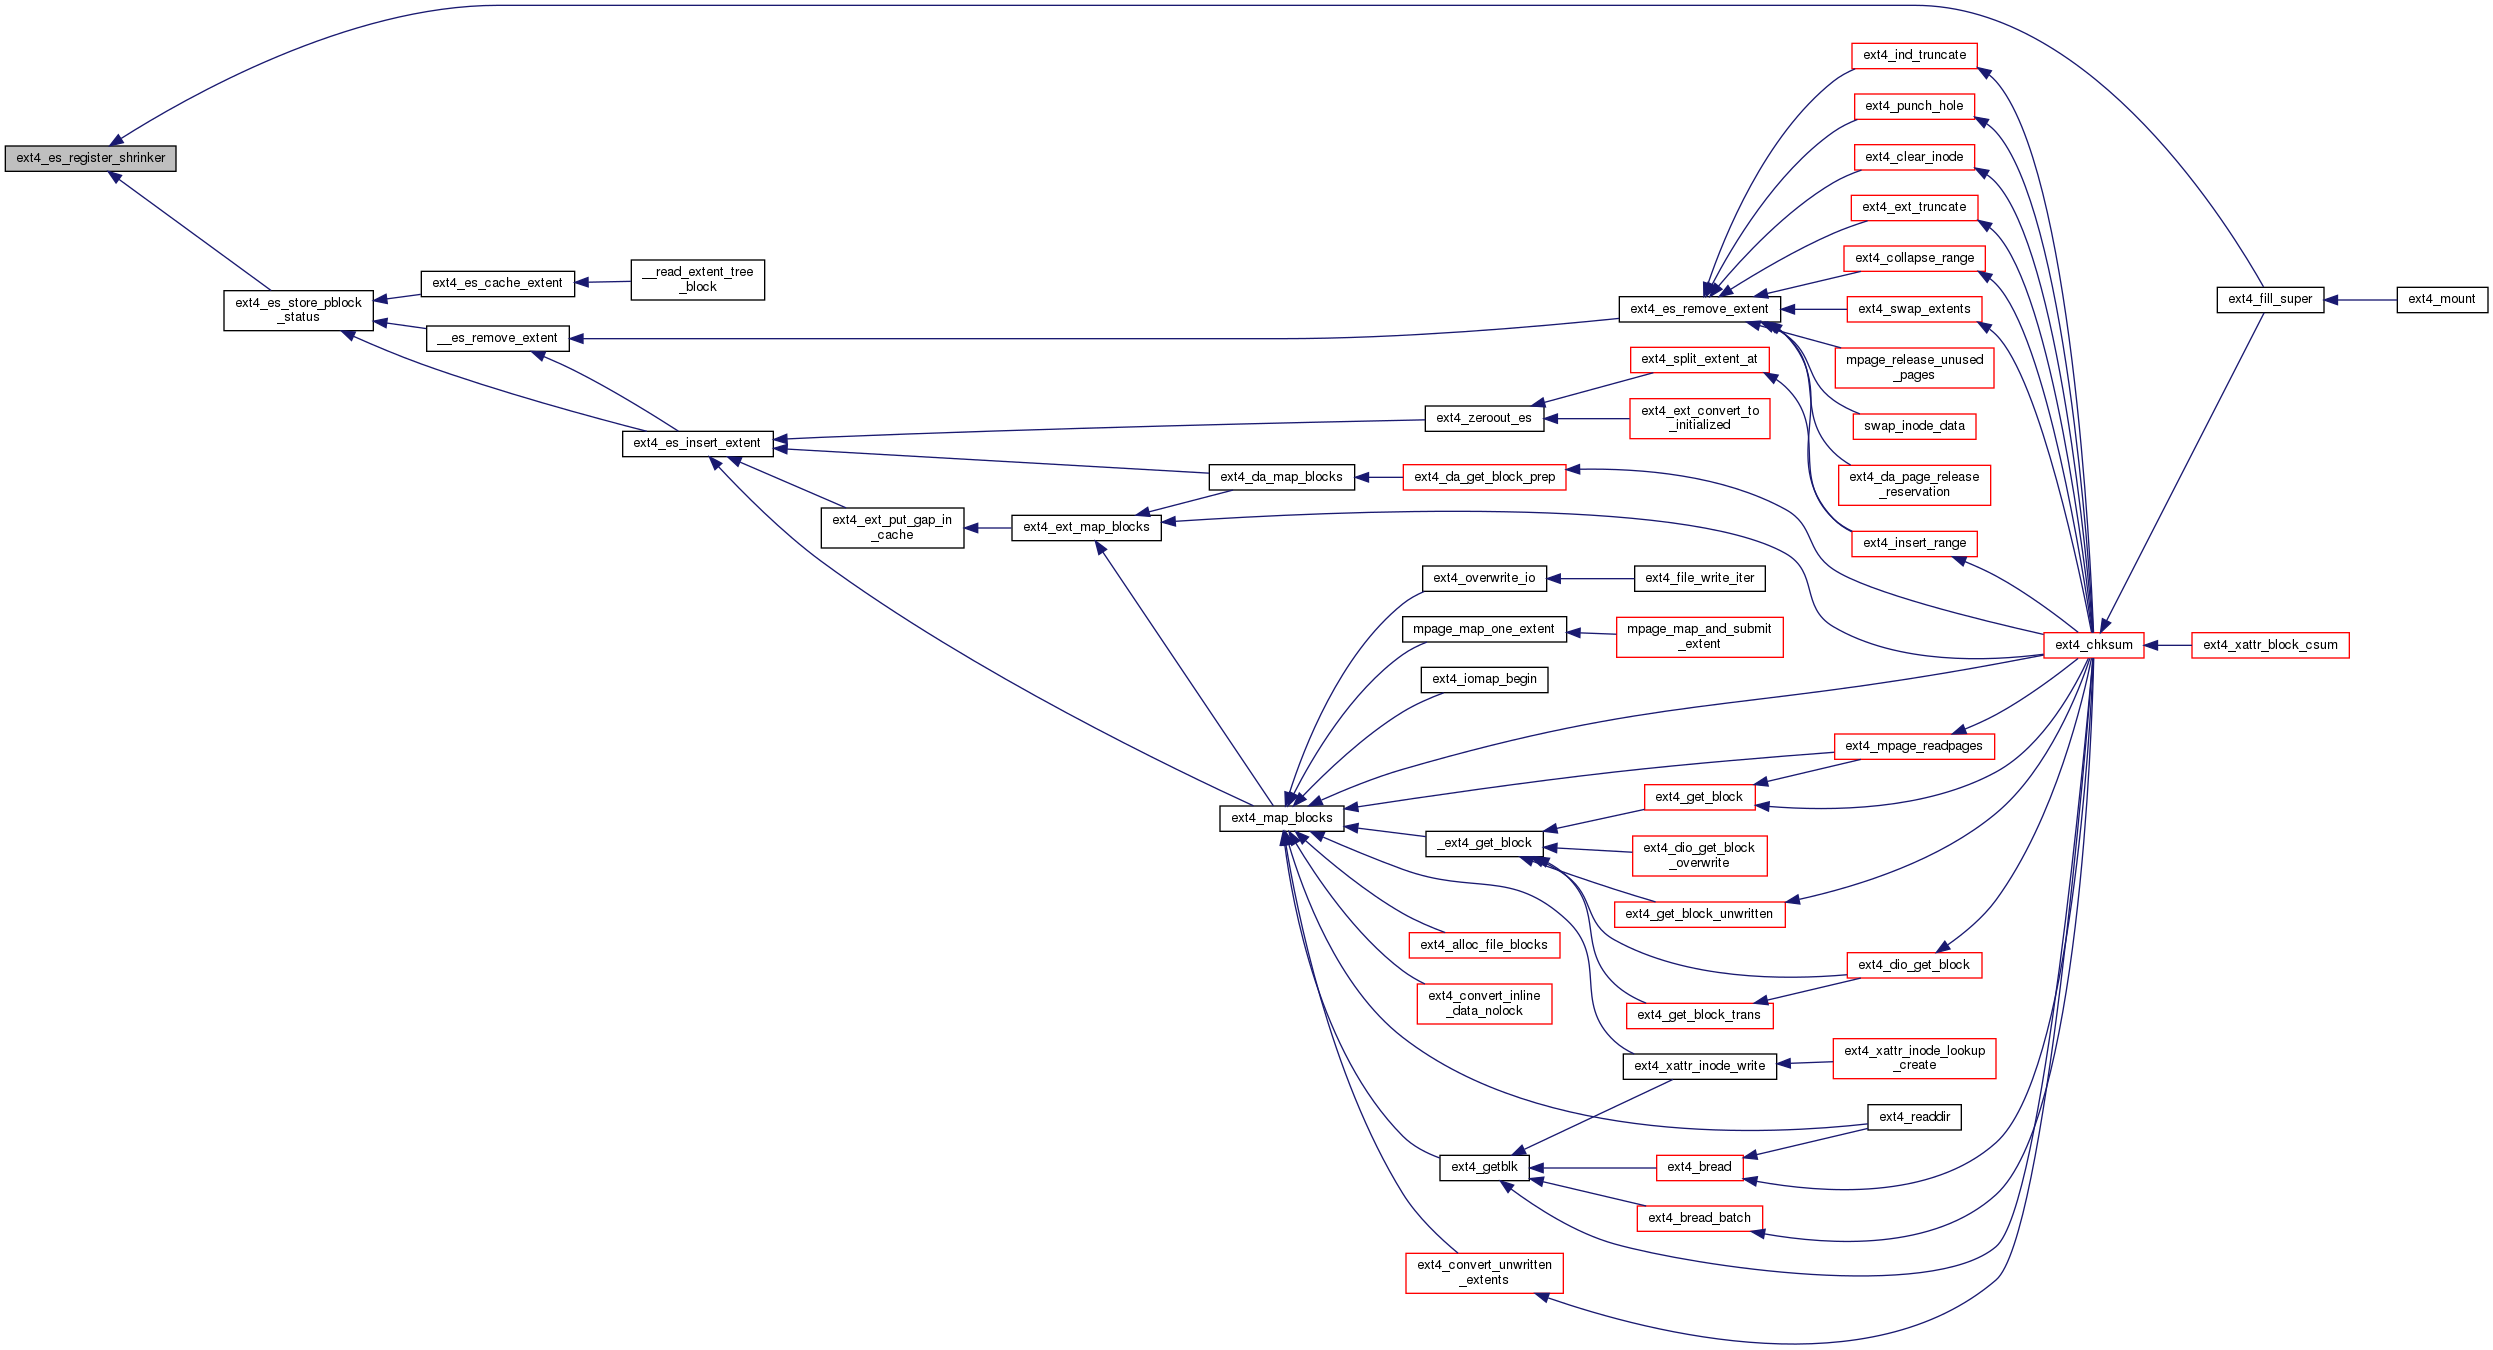 ext4_es_register_shrinker
ext4_es_store_pblock
_status
ext4_es_cache_extent
__es_remove_extent
__read_extent_tree
_block
ext4_es_insert_extent
ext4_ext_put_gap_in
_cache
ext4_ext_map_blocks
ext4_da_map_blocks
ext4_map_blocks
ext4_zeroout_es
ext4_da_get_block_prep
ext4_overwrite_io
mpage_map_one_extent
ext4_iomap_begin
_ext4_get_block
ext4_alloc_file_blocks
ext4_convert_inline
_data_nolock
ext4_getblk
ext4_convert_unwritten
_extents
ext4_es_remove_extent
ext4_split_extent_at
ext4_ext_convert_to
_initialized
ext4_file_write_iter
mpage_map_and_submit
_extent
ext4_get_block
ext4_dio_get_block
_overwrite
ext4_get_block_unwritten
ext4_get_block_trans
ext4_xattr_inode_write
ext4_bread
ext4_bread_batch
ext4_ind_truncate
ext4_punch_hole
ext4_clear_inode
ext4_ext_truncate
ext4_collapse_range
ext4_swap_extents
mpage_release_unused
_pages
swap_inode_data
ext4_da_page_release
_reservation
ext4_insert_range
ext4_mpage_readpages
ext4_dio_get_block
ext4_xattr_inode_lookup
_create
ext4_readdir
ext4_chksum
ext4_fill_super
ext4_xattr_block_csum
ext4_mount